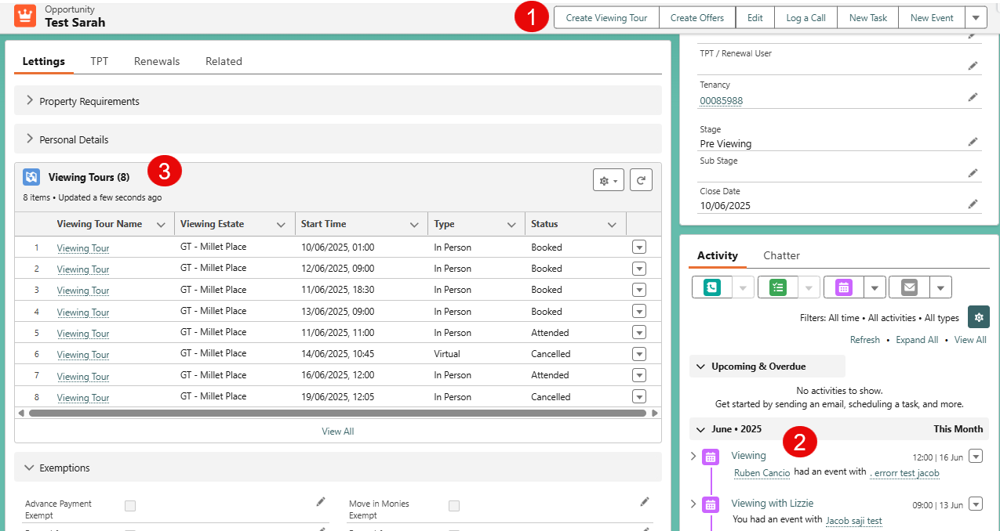 Opportunity
Test Sarah
1
Create Viewing Tour Create Offers Edit Log a Call New Task New Event
Lettings TPT Renewals Related
Property Requirements
Personal Details
Viewing Tours (8)
3
8 items • Updated a few seconds ago
Viewing Tour Name Viewing Estate Start Time Type Status
1 Viewing Tour GT - Millet Place 10/06/2025, 01:00 In Person Booked
2 Viewing Tour GT - Millet Place 12/06/2025, 09:00 In Person Booked
3 Viewing Tour GT - Millet Place 11/06/2025, 18:30 In Person Booked
4 Viewing Tour GT - Millet Place 13/06/2025, 09:00 In Person Booked
5 Viewing Tour GT - Millet Place 11/06/2025, 11:00 In Person Attended
6 Viewing Tour GT - Millet Place 14/06/2025, 10:45 Virtual Cancelled
7 Viewing Tour GT - Millet Place 16/06/2025, 12:00 In Person Attended
8 Viewing Tour GT - Millet Place 19/06/2025, 12:05 In Person Cancelled
View All
Exemptions
Advance Payment Exempt
Move in Monies Exempt
TPT / Renewal User
Tenancy
00085988
Stage
Pre Viewing
Sub Stage
Close Date
10/06/2025
Activity Chatter
Filters: All time • All activities • All types
Refresh • Expand All • View All
Upcoming & Overdue
No activities to show.
Get started by sending an email, scheduling a task, and more.
June • 2025 This Month
2
Viewing 12:00 | 16 Jun
Ruben Cancio had an event with . errorr test jacob
Viewing with Lizzie 09:00 | 13 Jun
You had an event with Jacob saji test